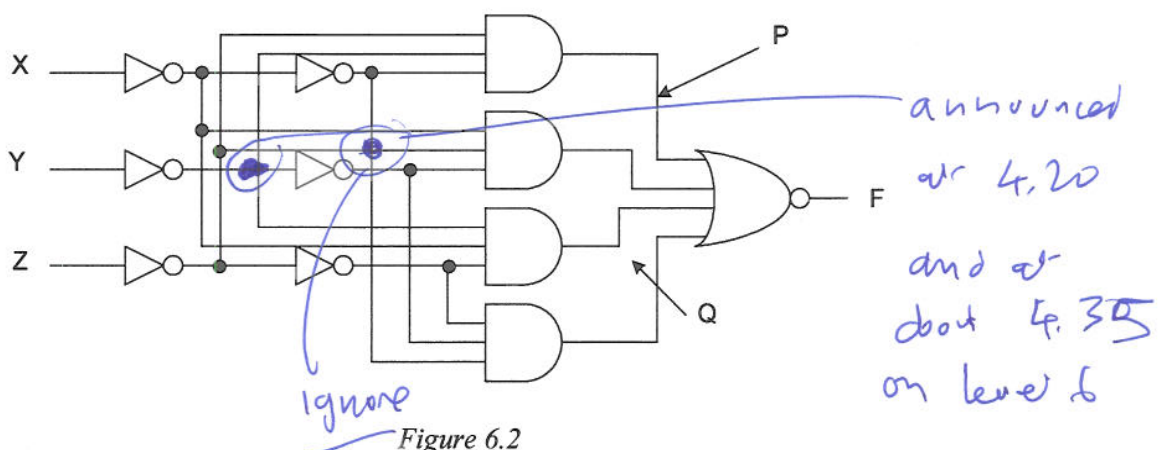 X
Y
Z
P
Q
F
announced
at 4.20
and at
about 4.35
on level 6
ignore
Figure 6.2